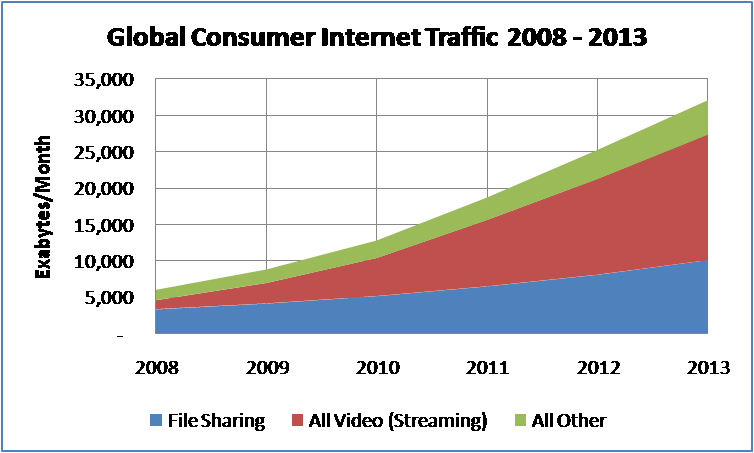 Global Consumer Internet Traffic 2008 - 2013
Exabytes/Month
35,000
30,000
25,000
20,000
15,000
10,000
5,000
-
2008 2009 2010 2011 2012 2013
File Sharing All Video (Streaming) All Other